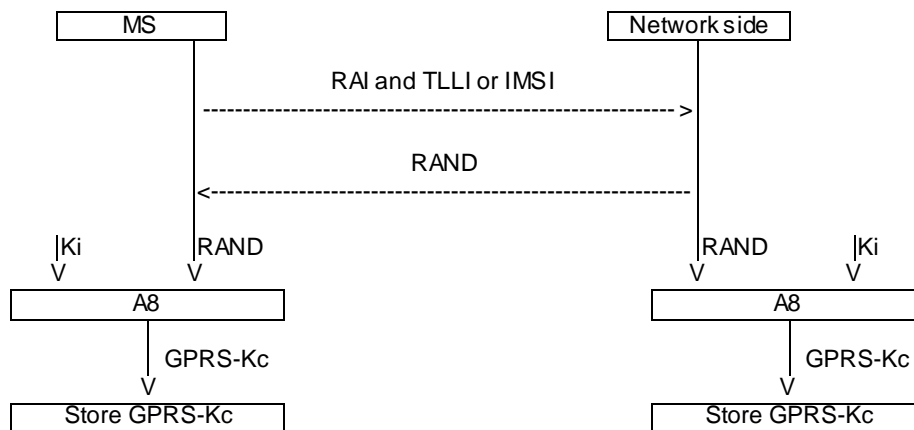 MS
Network side
RAI and TLLI or IMSI
------------------------------------------------------- >
RAND
<-------------------------------------------------------
Ki
RAND
RAND
Ki
V
V
V
V
A8
A8
GPRS-Kc
GPRS-Kc
V
V
Store GPRS-Kc
Store GPRS-Kc